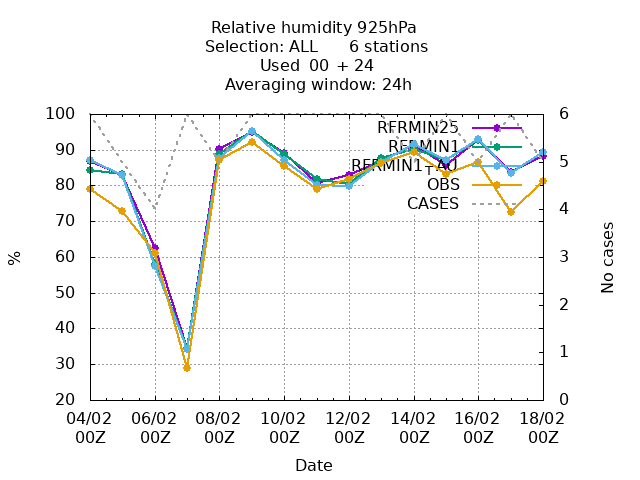 Relative humidity 925hPa
Selection: ALL 6 stations
Used 00 + 24
Averaging window: 24h
100
90
80
70
60
50
40
30
20
%
6
5
4
3
2
1
0
No cases
RFRMIN25
RFRMIN1
RFRMIN1_AU
OBS
CASES
04/02 06/02 08/02 10/02 12/02 14/02 16/02 18/02
00Z 00Z 00Z 00Z 00Z 00Z 00Z 00Z
Date